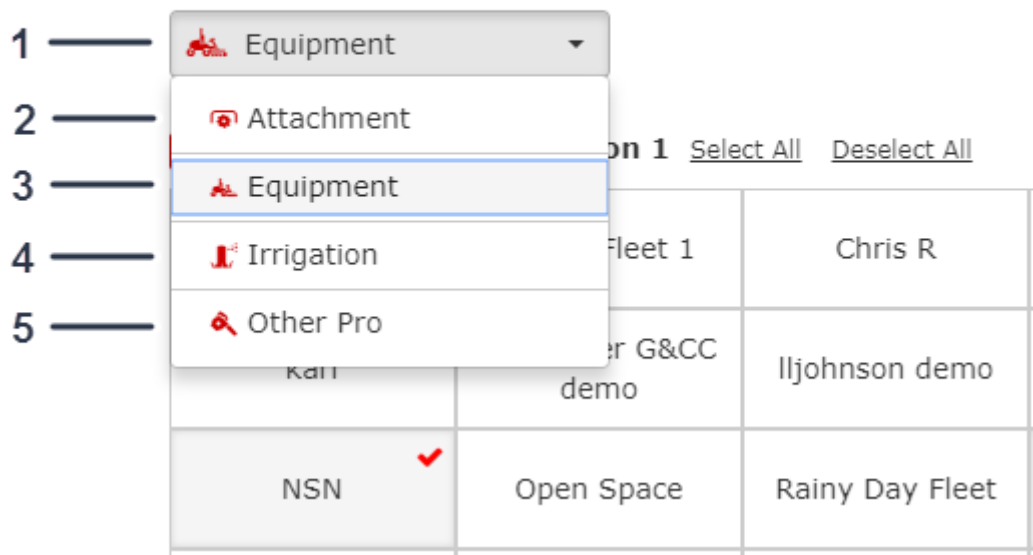 1 Equipment
2 Attachment
on 1 Select All Deselect All
3 Equipment
4 Irrigation
Fleet 1 Chris R
5 Other Pro
er G&CC
demo
lljohnson demo
NSN Open Space Rainy Day Fleet